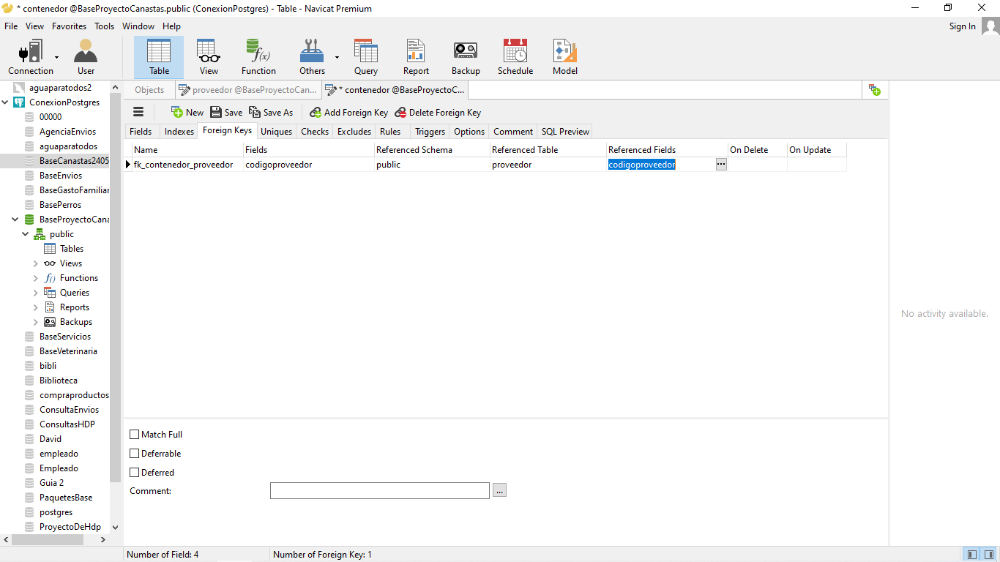 * contenedor @BaseProyectoCanastas.public (ConexionPostgres) - Table - Navicat Premium
File View Favorites Tools Window Help Sign In
Connection User Table View Function Others Query Report Backup Schedule Model
aguaparatodos2
ConexionPostgres
00000
AgenciaEnvios
aguaparatodos
BaseCanastas2405
BaseEnvios
BaseGastoFamiliar
BasePerros
BaseProyectoCana
public
Tables
Views
Functions
Queries
Reports
Backups
BaseServicios
BaseVeterinaria
bibli
Biblioteca
compraproductos
ConsultaEnvios
ConsultasHDP
David
empleado
Empleado
Guia 2
PaquetesBase
postgres
ProyectoDeHdp
Objects proveedor @BaseProyectoCan... * contenedor @BaseProyectoC...
New Save Save As Add Foreign Key Delete Foreign Key
Fields Indexes Foreign Keys Uniques Checks Excludes Rules Triggers Options Comment SQL Preview
Name Fields Referenced Schema Referenced Table Referenced Fields On Delete On Update
fk_contenedor_proveedor codigoproveedor public proveedor codigoproveedor ...
Match Full
Deferrable
Deferred
Comment: ...
No activity available.
Number of Field: 4 Number of Foreign Key: 1